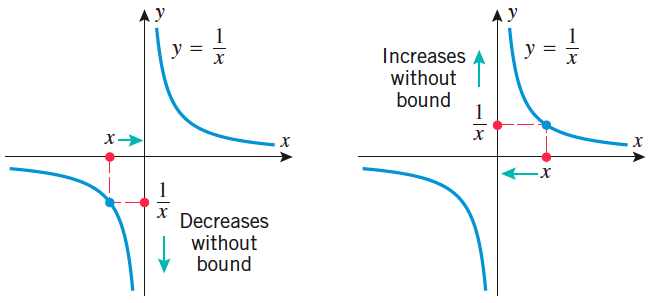 y
y = 1/x
x
x
1/x
Decreases
without
bound
y
y = 1/x
Increases
without
bound
1/x
x
x